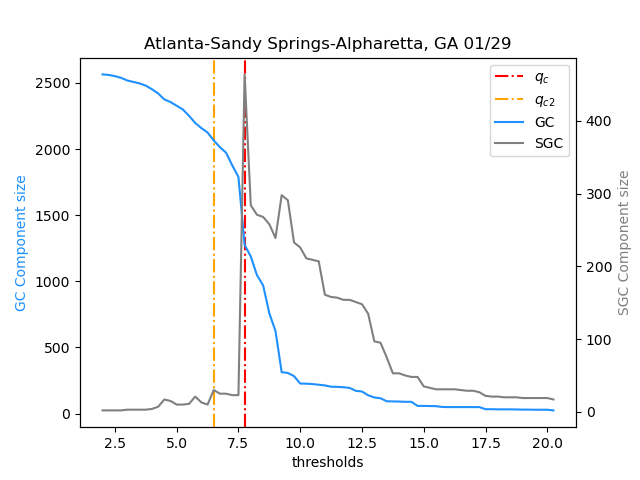 Atlanta-Sandy Springs-Alpharetta, GA 01/29
q_c
q_c2
GC
SGC
2500
2000
1500
1000
500
0
GC Component size
400
300
200
100
0
SGC Component size
2.5 5.0 7.5 10.0 12.5 15.0 17.5 20.0
thresholds